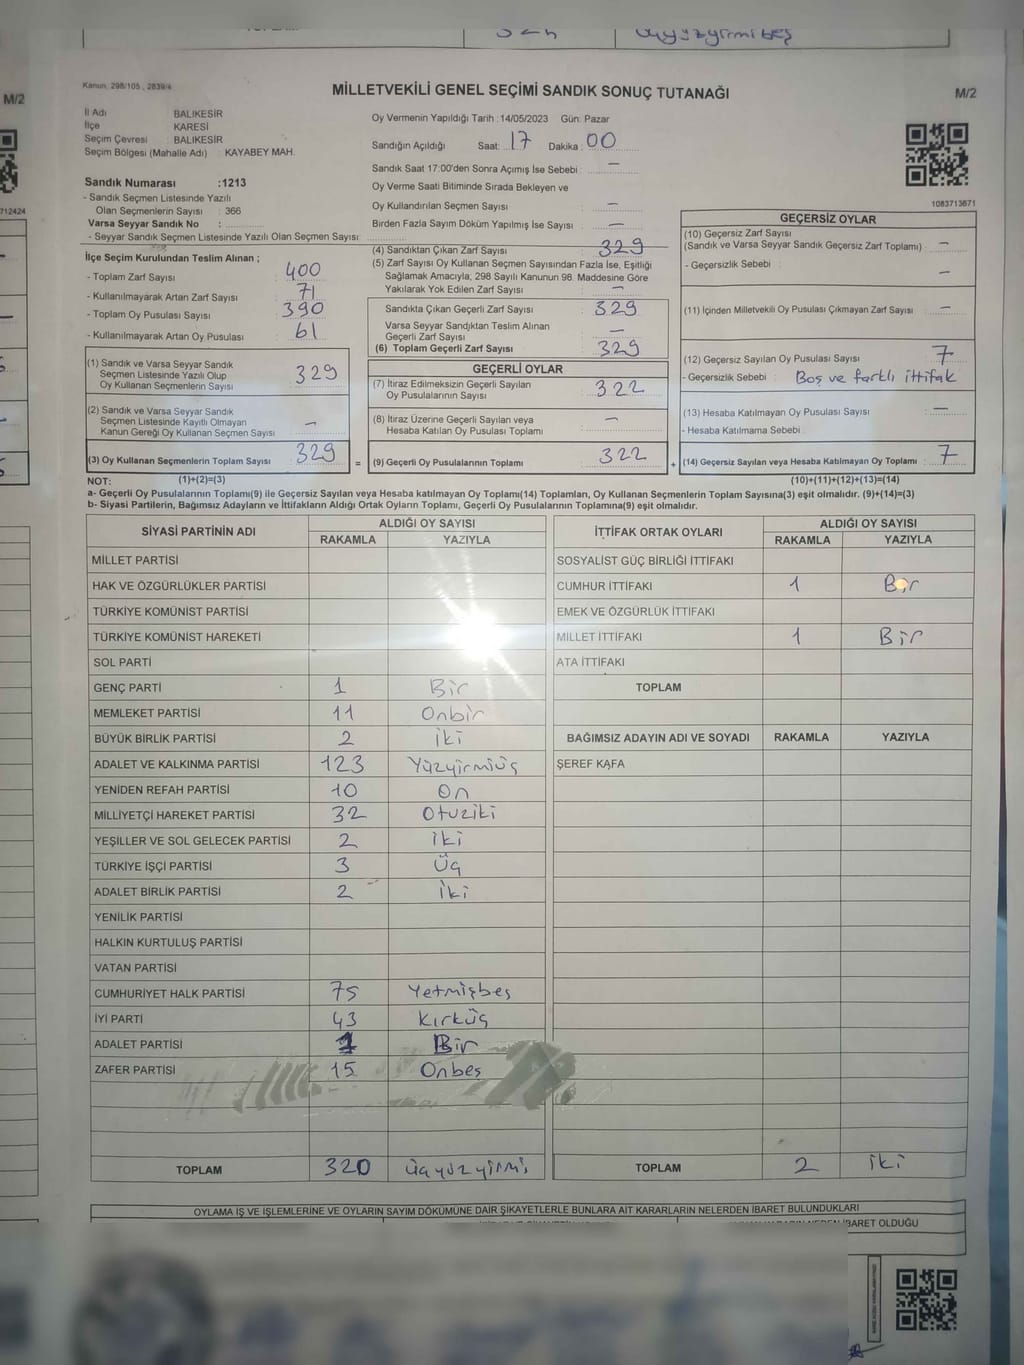 Üçyüzyirmibeş
Kanun, 298/105 , 2839/4
MİLLETVEKİLİ GENEL SEÇİMİ SANDIK SONUÇ TUTANAĞI
M/2
M/2
İl Adı BALIKESİR
İlçe KARESİ
Seçim Çevresi : BALIKESİR
Seçim Bölgesi (Mahalle Adı) : KAYABEY MAH.
Oy Vermenin Yapıldığı Tarih :14/05/2023 Gün: Pazar
Sandığın Açıldığı Saat: 17 Dakika : 00
Sandık Saat 17:00'den Sonra Açımış İse Sebebi : —
Oy Verme Saati Bitiminde Sırada Bekleyen ve
Oy Kullandırılan Seçmen Sayısı : —
Birden Fazla Sayım Döküm Yapılmış İse Sayısı : —
1083713671
712424
Sandık Numarası :1213
- Sandık Seçmen Listesinde Yazılı
Olan Seçmenlerin Sayısı : 366
Varsa Seyyar Sandık No :
- Seyyar Sandık Seçmen Listesinde Yazılı Olan Seçmen Sayısı:
İlçe Seçim Kurulundan Teslim Alınan ;
- Toplam Zarf Sayısı : 400
- Kullanılmayarak Artan Zarf Sayısı : 71
- Toplam Oy Pusulası Sayısı : 390
- Kullanılmayarak Artan Oy Pusulası : 61
(1) Sandık ve Varsa Seyyar Sandık
Seçmen Listesinde Yazılı Olup
Oy Kullanan Seçmenlerin Sayısı : 329
(2) Sandık ve Varsa Seyyar Sandık
Seçmen Listesinde Kayıtlı Olmayan
Kanun Gereği Oy Kullanan Seçmen Sayısı : —
(3) Oy Kullanan Seçmenlerin Toplam Sayısı : 329
(4) Sandıktan Çıkan Zarf Sayısı : 329
(5) Zarf Sayısı Oy Kullanan Seçmen Sayısından Fazla İse, Eşitliği
Sağlamak Amacıyla; 298 Sayılı Kanunun 98. Maddesine Göre
Yakılarak Yok Edilen Zarf Sayısı : —
Sandıkta Çıkan Geçerli Zarf Sayısı : 329
Varsa Seyyar Sandıktan Teslim Alınan
Geçerli Zarf Sayısı : —
(6) Toplam Geçerli Zarf Sayısı : 329
GEÇERLİ OYLAR
(7) İtiraz Edilmeksizin Geçerli Sayılan
Oy Pusulalarının Sayısı : 322
(8) İtiraz Üzerine Geçerli Sayılan veya
Hesaba Katılan Oy Pusulası Toplamı : —
= (9) Geçerli Oy Pusulalarının Toplamı : 322
GEÇERSİZ OYLAR
(10) Geçersiz Zarf Sayısı
(Sandık ve Varsa Seyyar Sandık Geçersiz Zarf Toplamı) : —
- Geçersizlik Sebebi : —
(11) İçinden Milletvekili Oy Pusulası Çıkmayan Zarf Sayısı : —
(12) Geçersiz Sayılan Oy Pusulası Sayısı : 7
- Geçersizlik Sebebi : Boş ve farklı ittifak
(13) Hesaba Katılmayan Oy Pusulası Sayısı : —
- Hesaba Katılmama Sebebi :
+ (14) Geçersiz Sayılan veya Hesaba Katılmayan Oy Toplamı : 7
NOT: (1)+(2)=(3) (10)+(11)+(12)+(13)=(14)
a- Geçerli Oy Pusulalarının Toplamı(9) ile Geçersiz Sayılan veya Hesaba katılmayan Oy Toplamı(14) Toplamları, Oy Kullanan Seçmenlerin Toplam Sayısına(3) eşit olmalıdır. (9)+(14)=(3)
b- Siyasi Partilerin, Bağımsız Adayların ve İttifakların Aldığı Ortak Oyların Toplamı, Geçerli Oy Pusulalarının Toplamına(9) eşit olmalıdır.
SİYASİ PARTİNİN ADI ALDIĞI OY SAYISI
RAKAMLA YAZIYLA
MİLLET PARTİSİ
HAK VE ÖZGÜRLÜKLER PARTİSİ
TÜRKİYE KOMÜNİST PARTİSİ
TÜRKİYE KOMÜNİST HAREKETİ
SOL PARTİ
GENÇ PARTİ 1 Bir
MEMLEKET PARTİSİ 11 Onbir
BÜYÜK BİRLİK PARTİSİ 2 İki
ADALET VE KALKINMA PARTİSİ 123 Yüzyirmiüç
YENİDEN REFAH PARTİSİ 10 On
MİLLİYETÇİ HAREKET PARTİSİ 32 Otuziki
YEŞİLLER VE SOL GELECEK PARTİSİ 2 İki
TÜRKİYE İŞÇİ PARTİSİ 3 Üç
ADALET BİRLİK PARTİSİ 2 İki
YENİLİK PARTİSİ
HALKIN KURTULUŞ PARTİSİ
VATAN PARTİSİ
CUMHURİYET HALK PARTİSİ 75 Yetmişbeş
İYİ PARTİ 43 Kırküç
ADALET PARTİSİ 1 Bir
ZAFER PARTİSİ 15 Onbeş
TOPLAM 320 üçyüzyirmi
İTTİFAK ORTAK OYLARI ALDIĞI OY SAYISI
RAKAMLA YAZIYLA
SOSYALİST GÜÇ BİRLİĞİ İTTİFAKI
CUMHUR İTTİFAKI 1 Bir
EMEK VE ÖZGÜRLÜK İTTİFAKI
MİLLET İTTİFAKI 1 Bir
ATA İTTİFAKI
TOPLAM
BAĞIMSIZ ADAYIN ADI VE SOYADI RAKAMLA YAZIYLA
ŞEREF KAFA
TOPLAM 2 İki
OYLAMA İŞ VE İŞLEMLERİNE VE OYLARIN SAYIM DÖKÜMÜNE DAİR ŞİKAYETLERLE BUNLARA AİT KARARLARIN NELERDEN İBARET BULUNDUKLARI
İBARET OLDUĞU